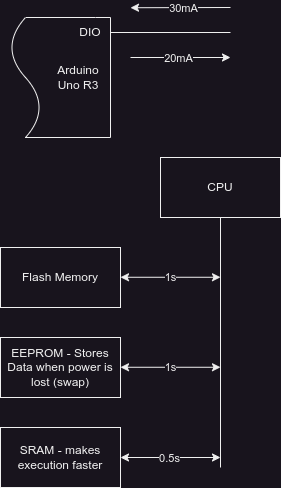 30mA
DIO
20mA
Arduino
Uno R3
CPU
Flash Memory
1s
EEPROM - Stores
Data when power is
lost (swap)
1s
SRAM - makes
execution faster
0.5s